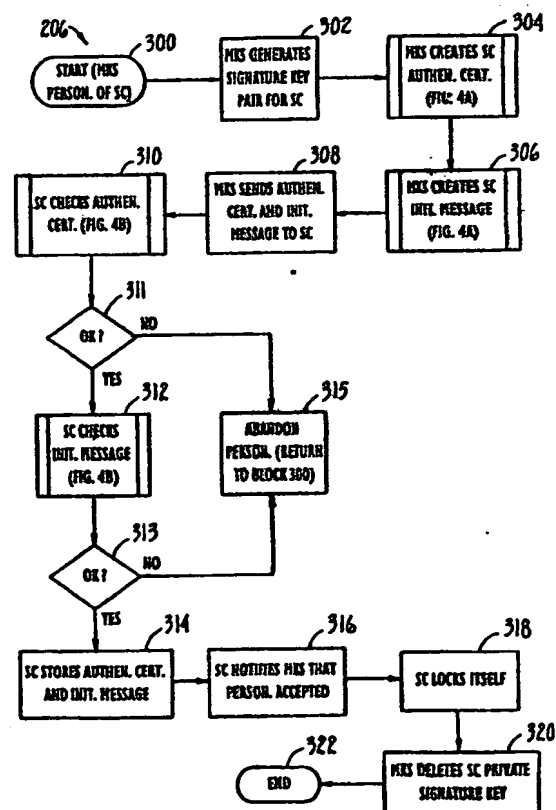 206
300
START (MKS
PERSON. OF SC)
302
MKS GENERATES
SIGNATURE KEY
PAIR FOR SC
304
MKS CREATES SC
AUTHEN. CERT.
(FIG. 4A)
310
SC CHECKS AUTHEN.
CERT. (FIG. 4B)
308
MKS SENDS AUTHEN.
CERT. AND INIT.
MESSAGE TO SC
306
MKS CREATES SC
INIT. MESSAGE
(FIG. 4A)
311
OK?
NO
YES
312
SC CHECKS
INIT. MESSAGE
(FIG. 4B)
315
ABANDON
PERSON. (RETURN
TO BLOCK 300)
313
OK?
NO
YES
314
SC STORES AUTHEN. CERT.
AND INIT. MESSAGE
316
SC NOTIFIES MKS THAT
PERSON. ACCEPTED
318
SC LOCKS ITSELF
320
MKS DELETES SC PRIVATE
SIGNATURE KEY
322
END